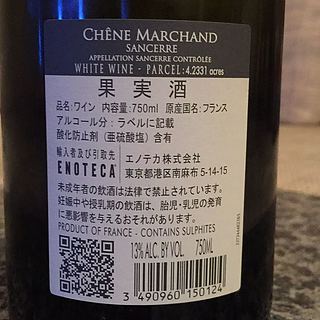 CHÊNE MARCHAND
SANCERRE
APPELLATION SANCERRE CONTRÔLÉE
WHITE WINE - PARCEL: 4.2331 acres
果実酒
品名:ワイン 内容量:750ml 原産国名:フランス
アルコール分:ラベルに記載
酸化防止剤(亜硫酸塩)含有
輸入者及び引取先 エノテカ株式会社
ENOTECA 東京都港区南麻布 5-14-15
未成年者の飲酒は法律で禁止されています。
妊娠中や授乳期の飲酒は、胎児・乳児の発育
に悪影響を与えるおそれがあります。
PRODUCT OF FRANCE - CONTAINS SULPHITES
13% ALC. BY VOL. 750ML
3 490960 150124